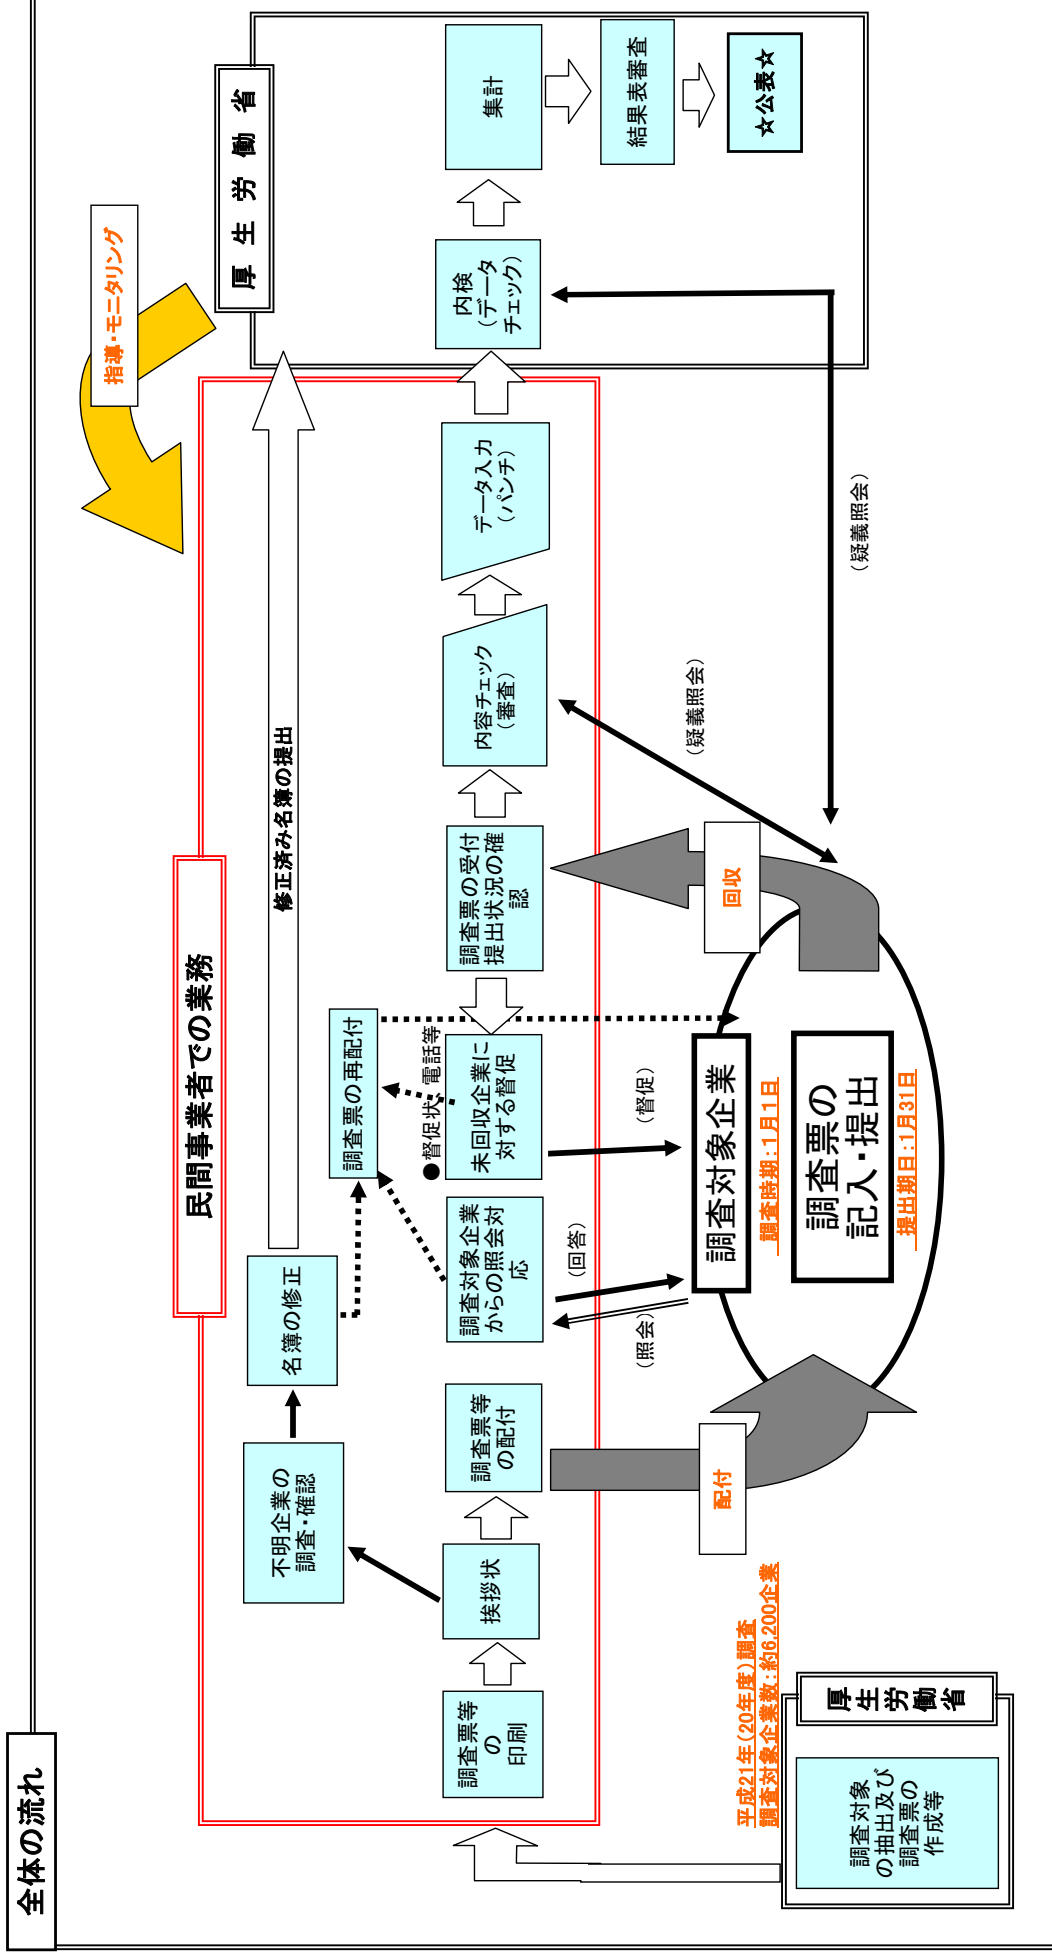 全体の流れ
民間事業者での業務
厚生労働省
指導・モニタリング
修正済み名簿の提出
不明企業の
調査・確認
名簿の修正
調査票の再配付
●督促状、電話等
調査票等
の
印刷
挨拶状
調査票等
の配付
調査対象企業
からの照会対
応
未回収企業に
対する督促
調査票の受付
提出状況の確
認
内容チェック
（審査）
データ入力
（パンチ）
内検
（データ
チェック）
集計
結果表審査
☆公表☆
（照会）
（回答）
（督促）
（疑義照会）
（疑義照会）
配付
回収
調査対象企業
調査時期：1月1日
調査票の
記入・提出
提出期日：1月31日
平成21年（20年度）調査
調査対象企業数：約6,200企業
厚生労働省
調査対象
の抽出及び
調査票の
作成等